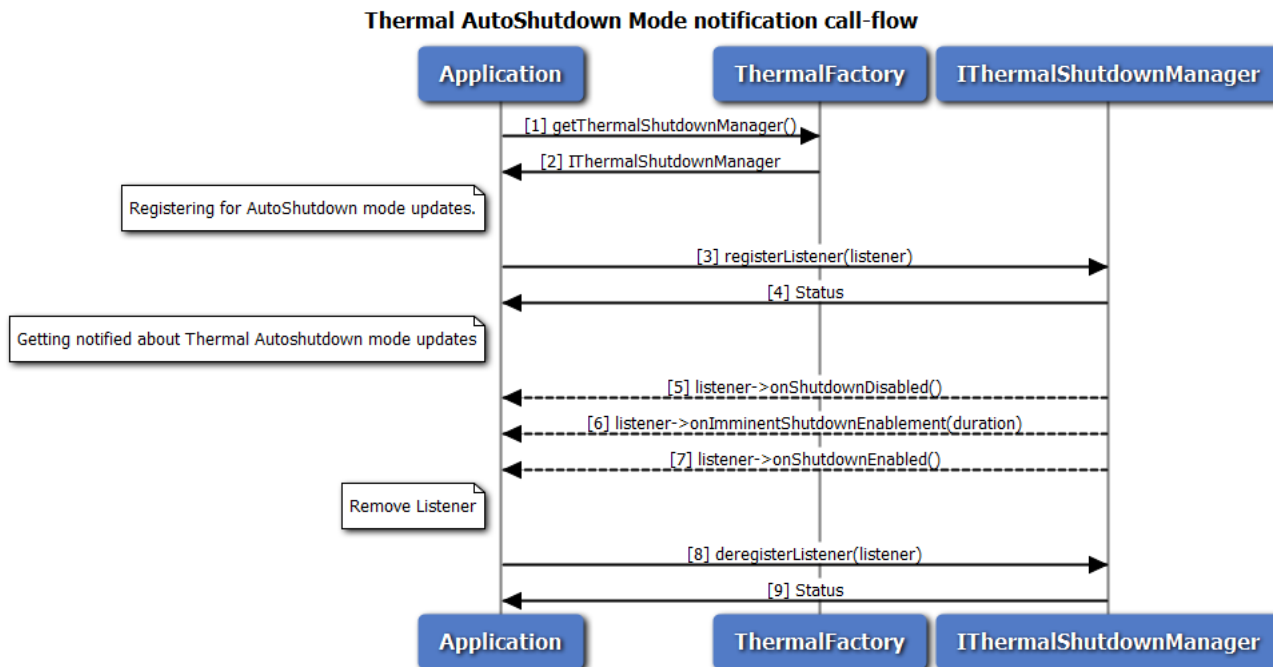 Thermal AutoShutdown Mode notification call-flow
Application
ThermalFactory
IThermalShutdownManager
[1] getThermalShutdownManager()
[2] IThermalShutdownManager
Registering for AutoShutdown mode updates.
[3] registerListener(listener)
[4] Status
Getting notified about Thermal Autoshutdown mode updates
[5] listener->onShutdownDisabled()
[6] listener->onImminentShutdownEnablement(duration)
[7] listener->onShutdownEnabled()
Remove Listener
[8] deregisterListener(listener)
[9] Status
Application
ThermalFactory
IThermalShutdownManager